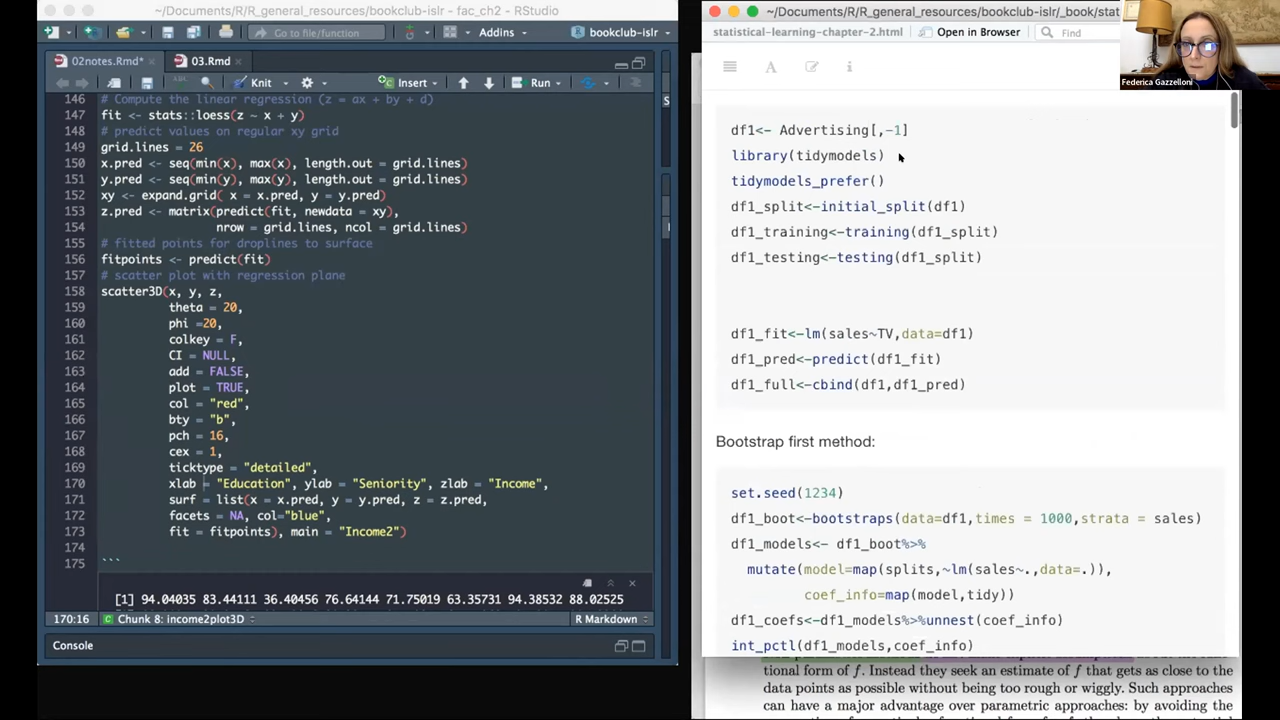 ~/Documents/R/R_general_resources/bookclub-islr - fac_ch2 - RStudio
Go to file/function
Addins
bookclub-islr
02notes.Rmd*
03.Rmd
Knit
Insert
Run
146 # Compute the linear regression (z = ax + by + d)
147 fit <- stats::loess(z ~ x + y)
148 # predict values on regular xy grid
149 grid.lines = 26
150 x.pred <- seq(min(x), max(x), length.out = grid.lines)
151 y.pred <- seq(min(y), max(y), length.out = grid.lines)
152 xy <- expand.grid( x = x.pred, y = y.pred)
153 z.pred <- matrix(predict(fit, newdata = xy),
154 nrow = grid.lines, ncol = grid.lines)
155 # fitted points for droplines to surface
156 fitpoints <- predict(fit)
157 # scatter plot with regression plane
158 scatter3D(x, y, z,
159 theta = 20,
160 phi =20,
161 colkey = F,
162 CI = NULL,
163 add = FALSE,
164 plot = TRUE,
165 col = "red",
166 bty = "b",
167 pch = 16,
168 cex = 1,
169 ticktype = "detailed",
170 xlab = "Education", ylab = "Seniority", zlab = "Income",
171 surf = list(x = x.pred, y = y.pred, z = z.pred,
172 facets = NA, col="blue",
173 fit = fitpoints), main = "Income2")
174
175 ```
[1] 94.04035 83.44111 36.40456 76.64144 71.75019 63.35731 94.38532 88.02525
170:16 Chunk 8: income2plot3D R Markdown
Console
~/Documents/R/R_general_resources/bookclub-islr/_book/stat
statistical-learning-chapter-2.html
Open in Browser
Find
Federica Gazzelloni
df1<- Advertising[,-1]
library(tidymodels)
tidymodels_prefer()
df1_split<-initial_split(df1)
df1_training<-training(df1_split)
df1_testing<-testing(df1_split)
df1_fit<-lm(sales~TV,data=df1)
df1_pred<-predict(df1_fit)
df1_full<-cbind(df1,df1_pred)
Bootstrap first method:
set.seed(1234)
df1_boot<-bootstraps(data=df1,times = 1000,strata = sales)
df1_models<- df1_boot%>%
mutate(model=map(splits,~lm(sales~.,data=.)),
coef_info=map(model,tidy))
df1_coefs<-df1_models%>%unnest(coef_info)
int_pctl(df1_models,coef_info)
tional form of f. Instead they seek an estimate of f that gets as close to the
data points as possible without being too rough or wiggly. Such approaches
can have a major advantage over parametric approaches: by avoiding the